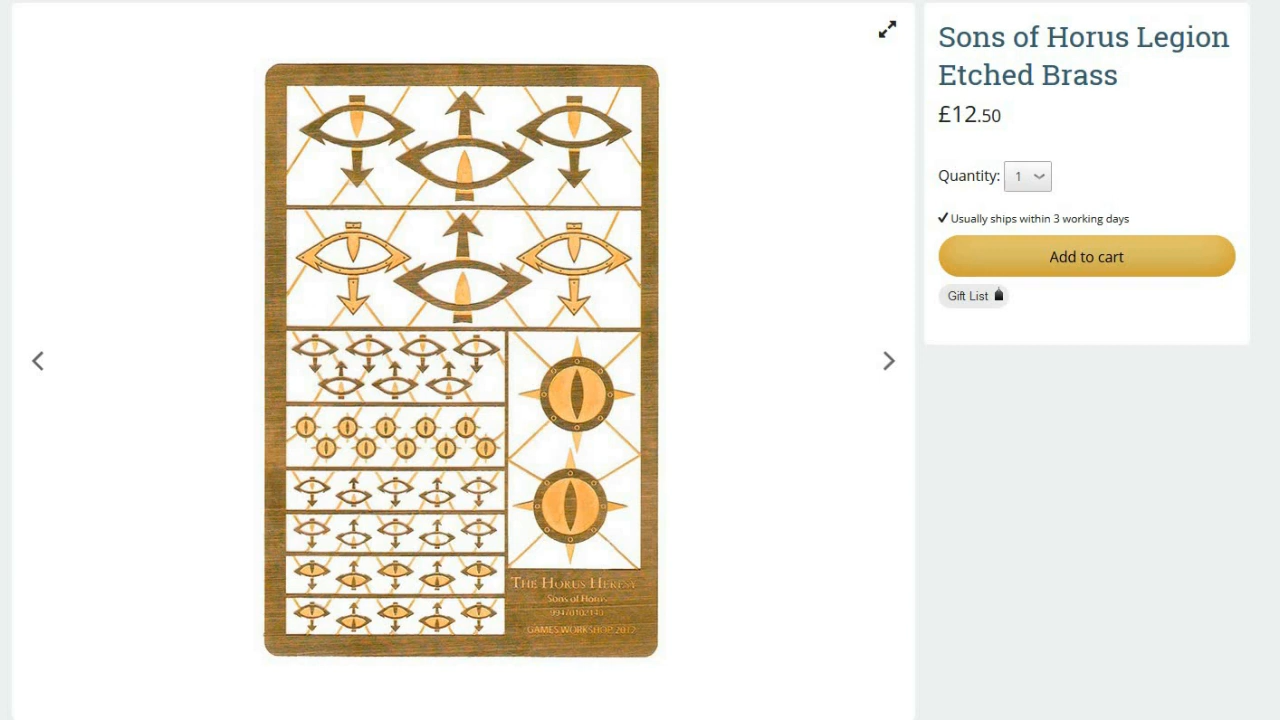 Sons of Horus Legion
Etched Brass
£12.50
Quantity: 1
✔ Usually ships within 3 working days
Add to cart
Gift List
THE HORUS HERESY
Sons of Horus
GAMES WORKSHOP 2012